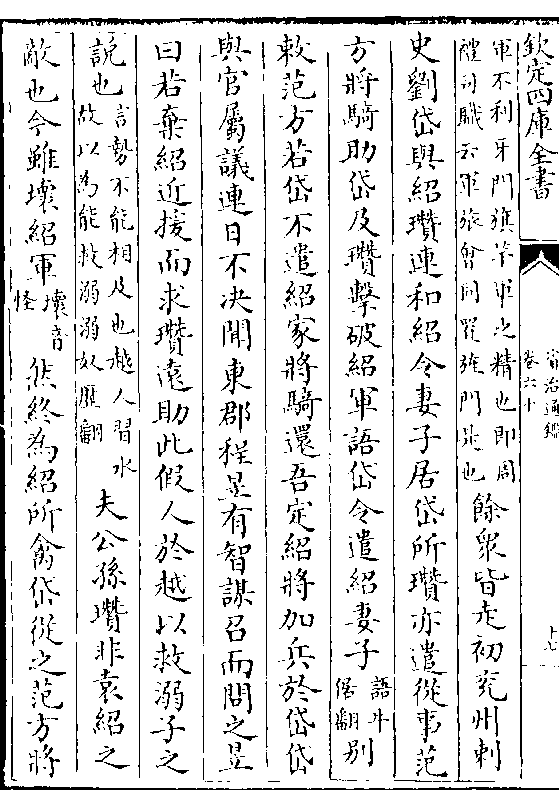 欽定四庫全書
資治通鑑
卷六十
十七
軍不利牙門旗竿軍之精也即周
禮司職云軍旅會同置旌門是也
餘衆皆走初兖州刺
史劉岱與紹瓚連和紹令妻子居岱所瓚亦遣從事范
方將騎助岱及瓚擊破紹軍語岱令遣紹妻子
語牛
倨翻
别
敕范方若岱不遣紹家將騎還吾定紹將加兵於岱岱
與官屬議連日不決聞東郡程昱有智謀召而問之昱
曰若棄紹近援而求瓚遠助此假人於越以救溺子之
說也
言勢不能相及也越人習水
故以為能救溺溺奴歷翻
夫公孫瓚非袁紹之
敵也今雖壞紹軍
壞音
怪
然終為紹所禽岱從之范方將